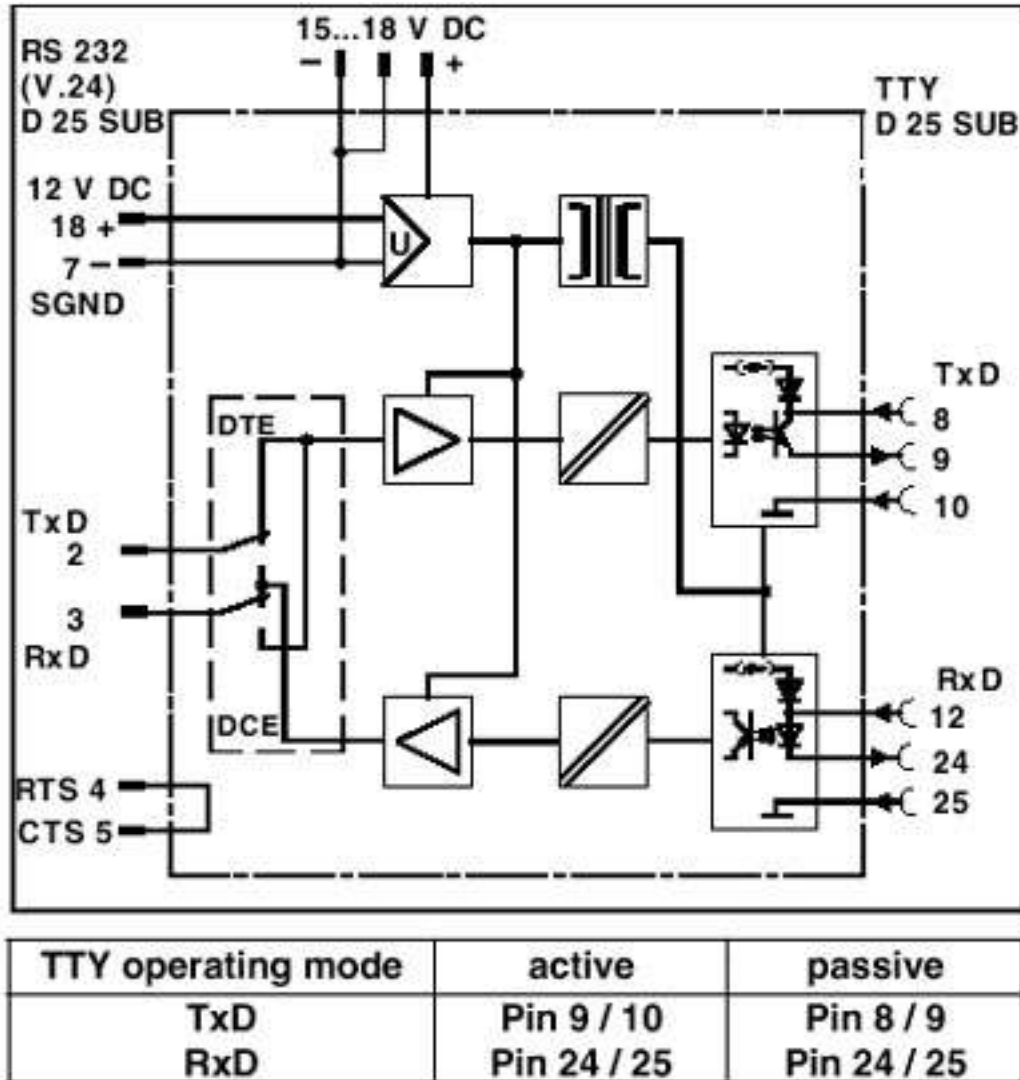 15...18 V DC
– +
RS 232
(V.24)
D 25 SUB
TTY
D 25 SUB
12 V DC
18 +
7 –
SGND
U
DTE
TxD
2
3
RxD
DCE
RTS 4
CTS 5
TxD
8
9
10
RxD
12
24
25
TTY operating mode active passive
TxD Pin 9 / 10 Pin 8 / 9
RxD Pin 24 / 25 Pin 24 / 25